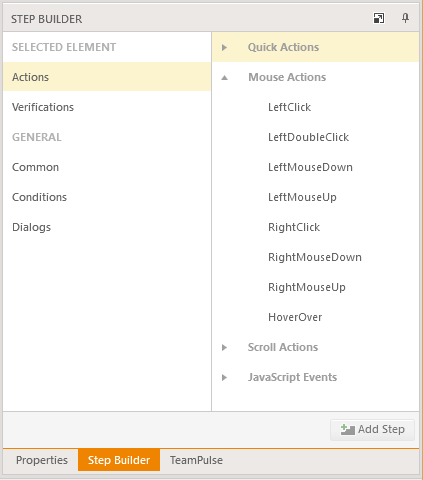 STEP BUILDER
SELECTED ELEMENT
Actions
Verifications
GENERAL
Common
Conditions
Dialogs
Quick Actions
Mouse Actions
LeftClick
LeftDoubleClick
LeftMouseDown
LeftMouseUp
RightClick
RightMouseDown
RightMouseUp
HoverOver
Scroll Actions
JavaScript Events
Add Step
Properties Step Builder TeamPulse